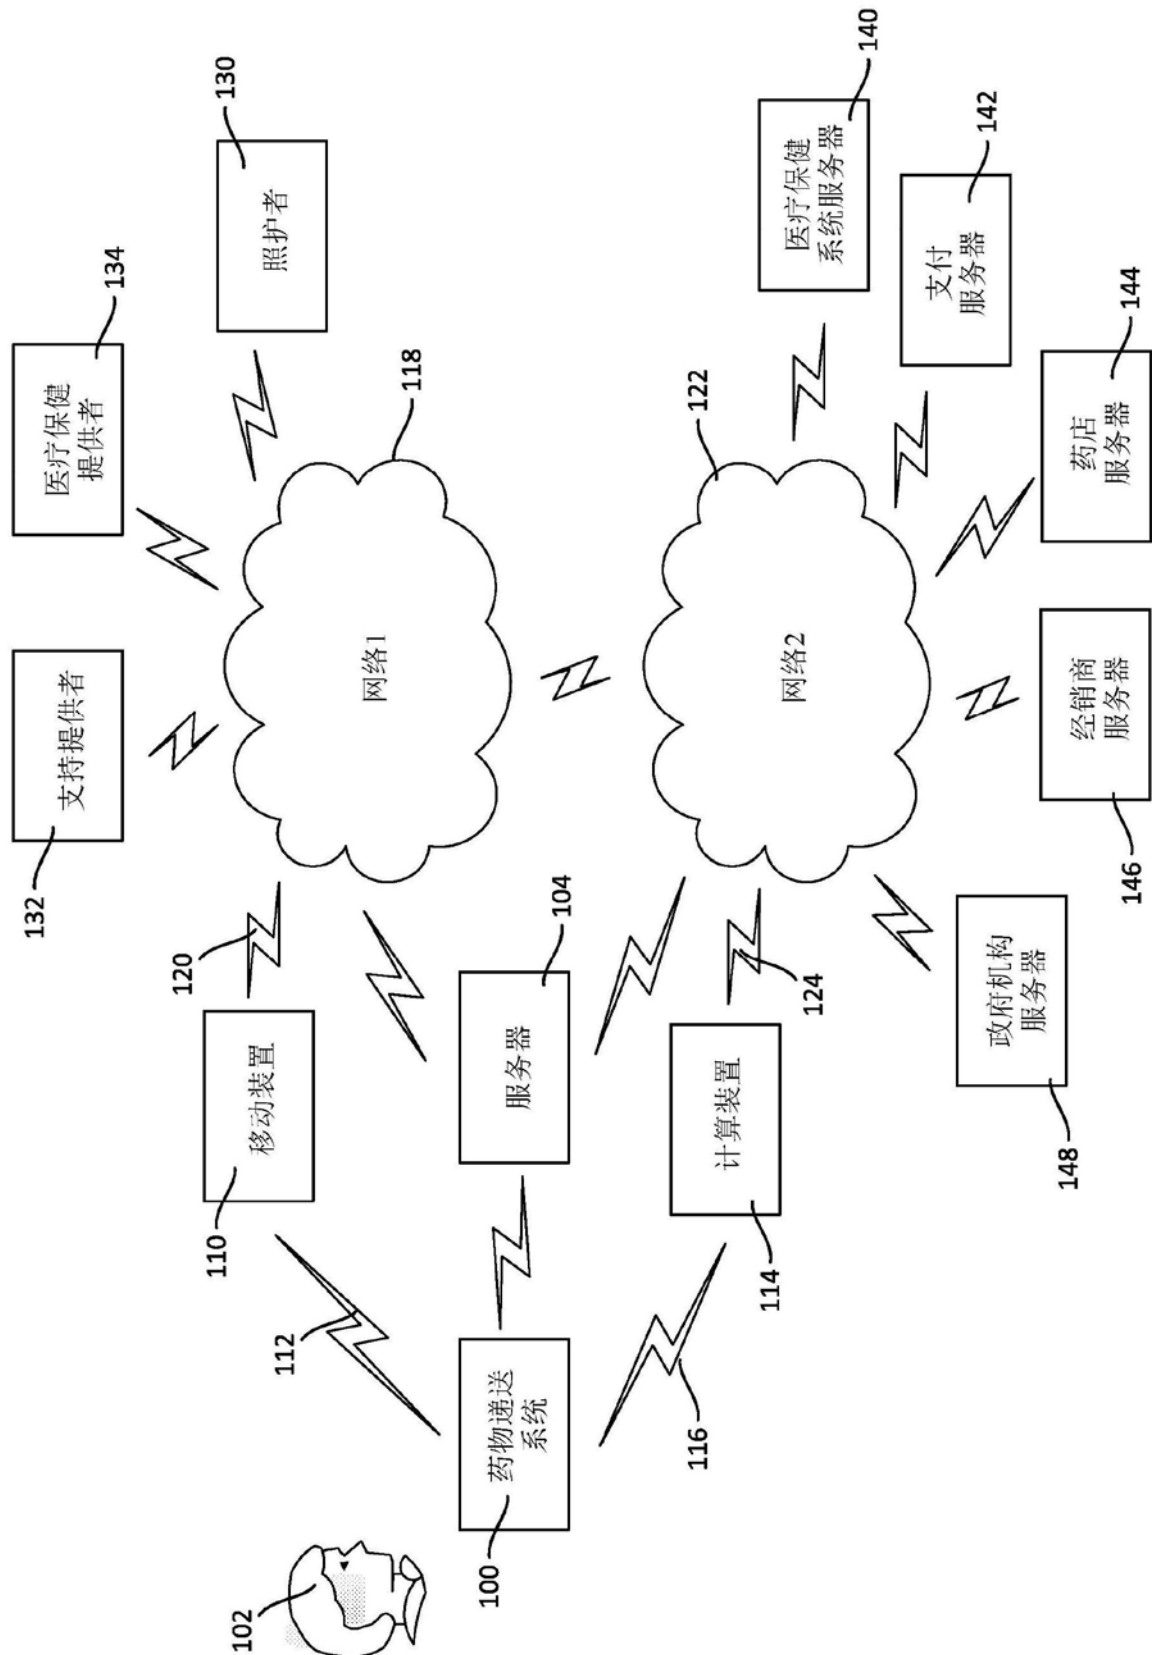 134
医疗保健
提供者
132
支持提供者
130
照护者
120
110
移动装置
102
112
网络1
118
100
药物递送
系统
服务器
104
116
122
计算装置
114
网络2
医疗保健
系统服务器
140
124
支付
服务器
142
政府机构
服务器
148
经销商
服务器
146
药店
服务器
144